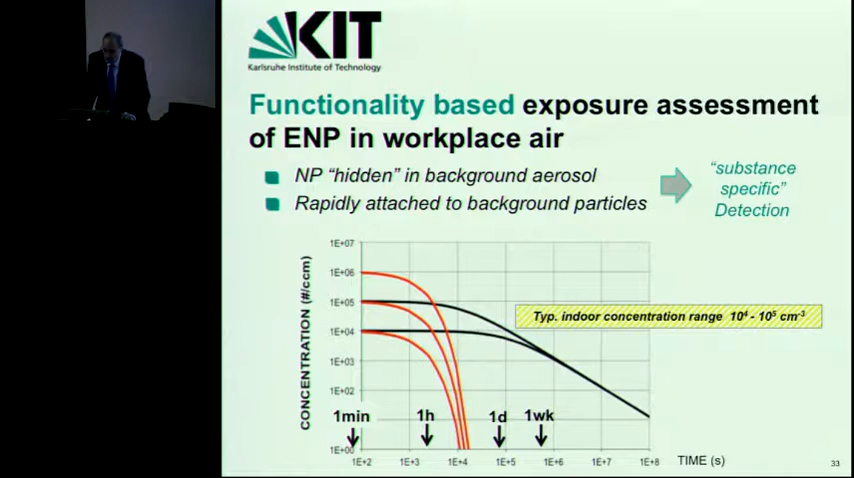 KIT
Karlsruhe Institute of Technology
Functionality based exposure assessment
of ENP in workplace air
NP “hidden” in background aerosol
Rapidly attached to background particles
“substance
specific”
Detection
CONCENTRATION (#/ccm)
1E+07
1E+06
1E+05
1E+04
1E+03
1E+02
1E+00
Typ. indoor concentration range 10⁴ - 10⁵ cm⁻³
1min
1h
1d
1wk
1E+2
1E+3
1E+4
1E+5
1E+6
1E+7
1E+8
TIME (s)
33